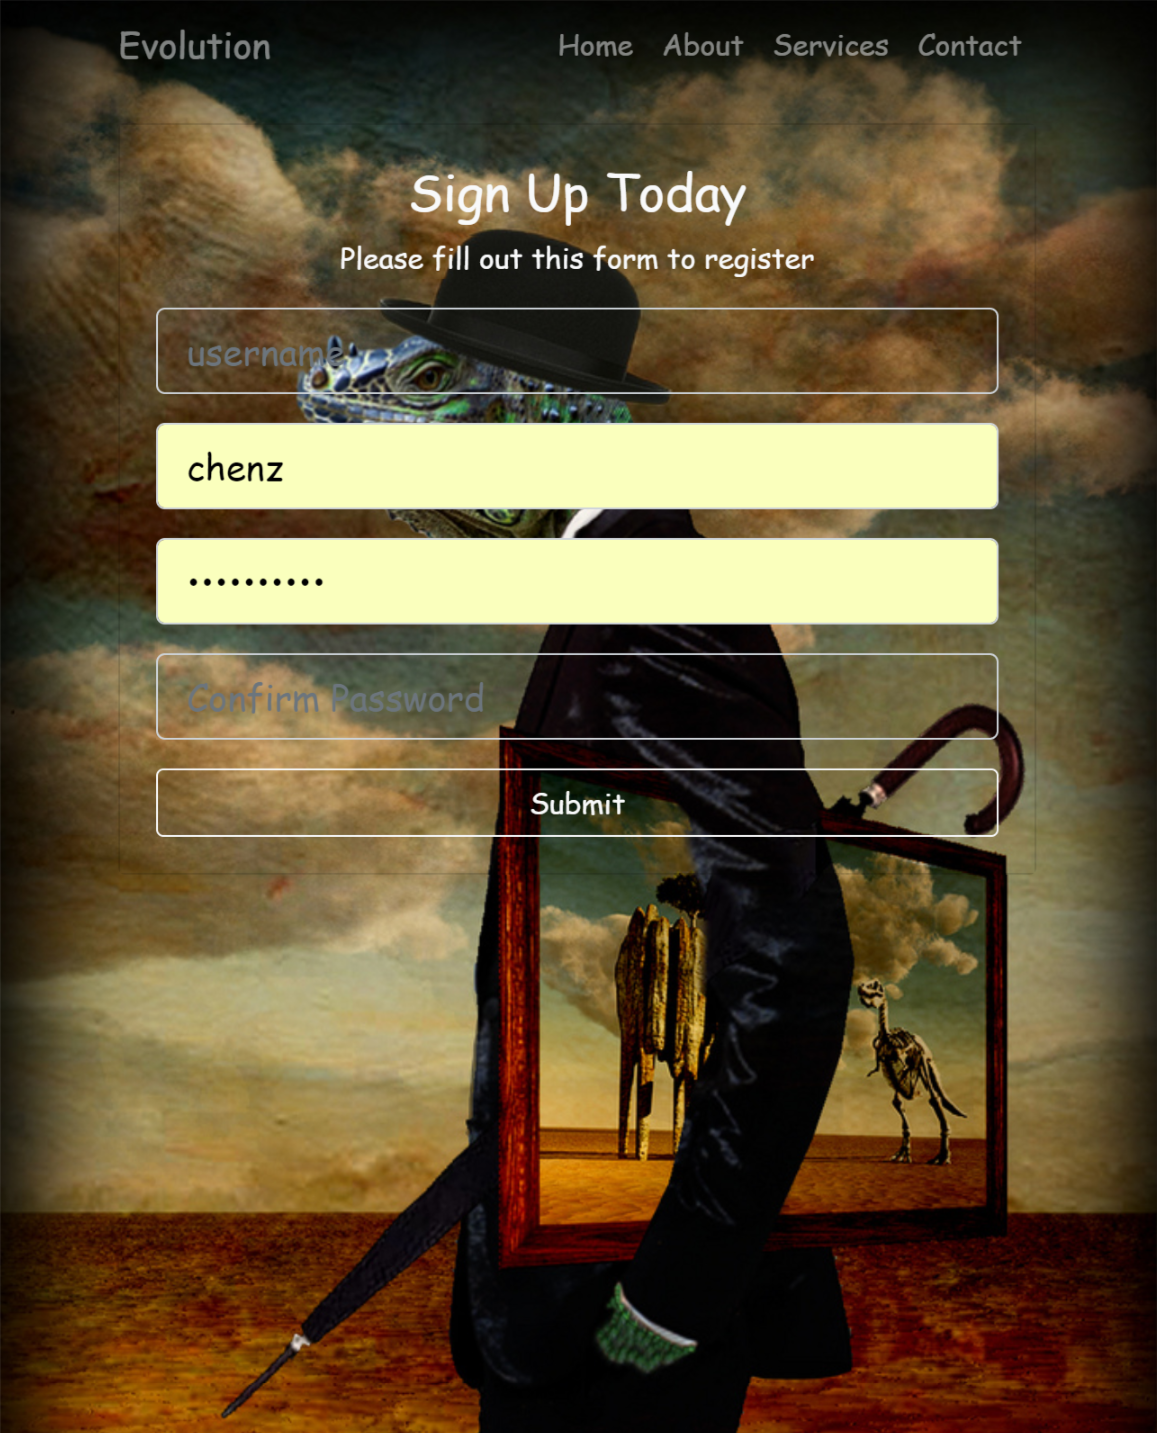 Evolution
Home About Services Contact
Sign Up Today
Please fill out this form to register
username
chenz
••••••••••
Confirm Password
Submit